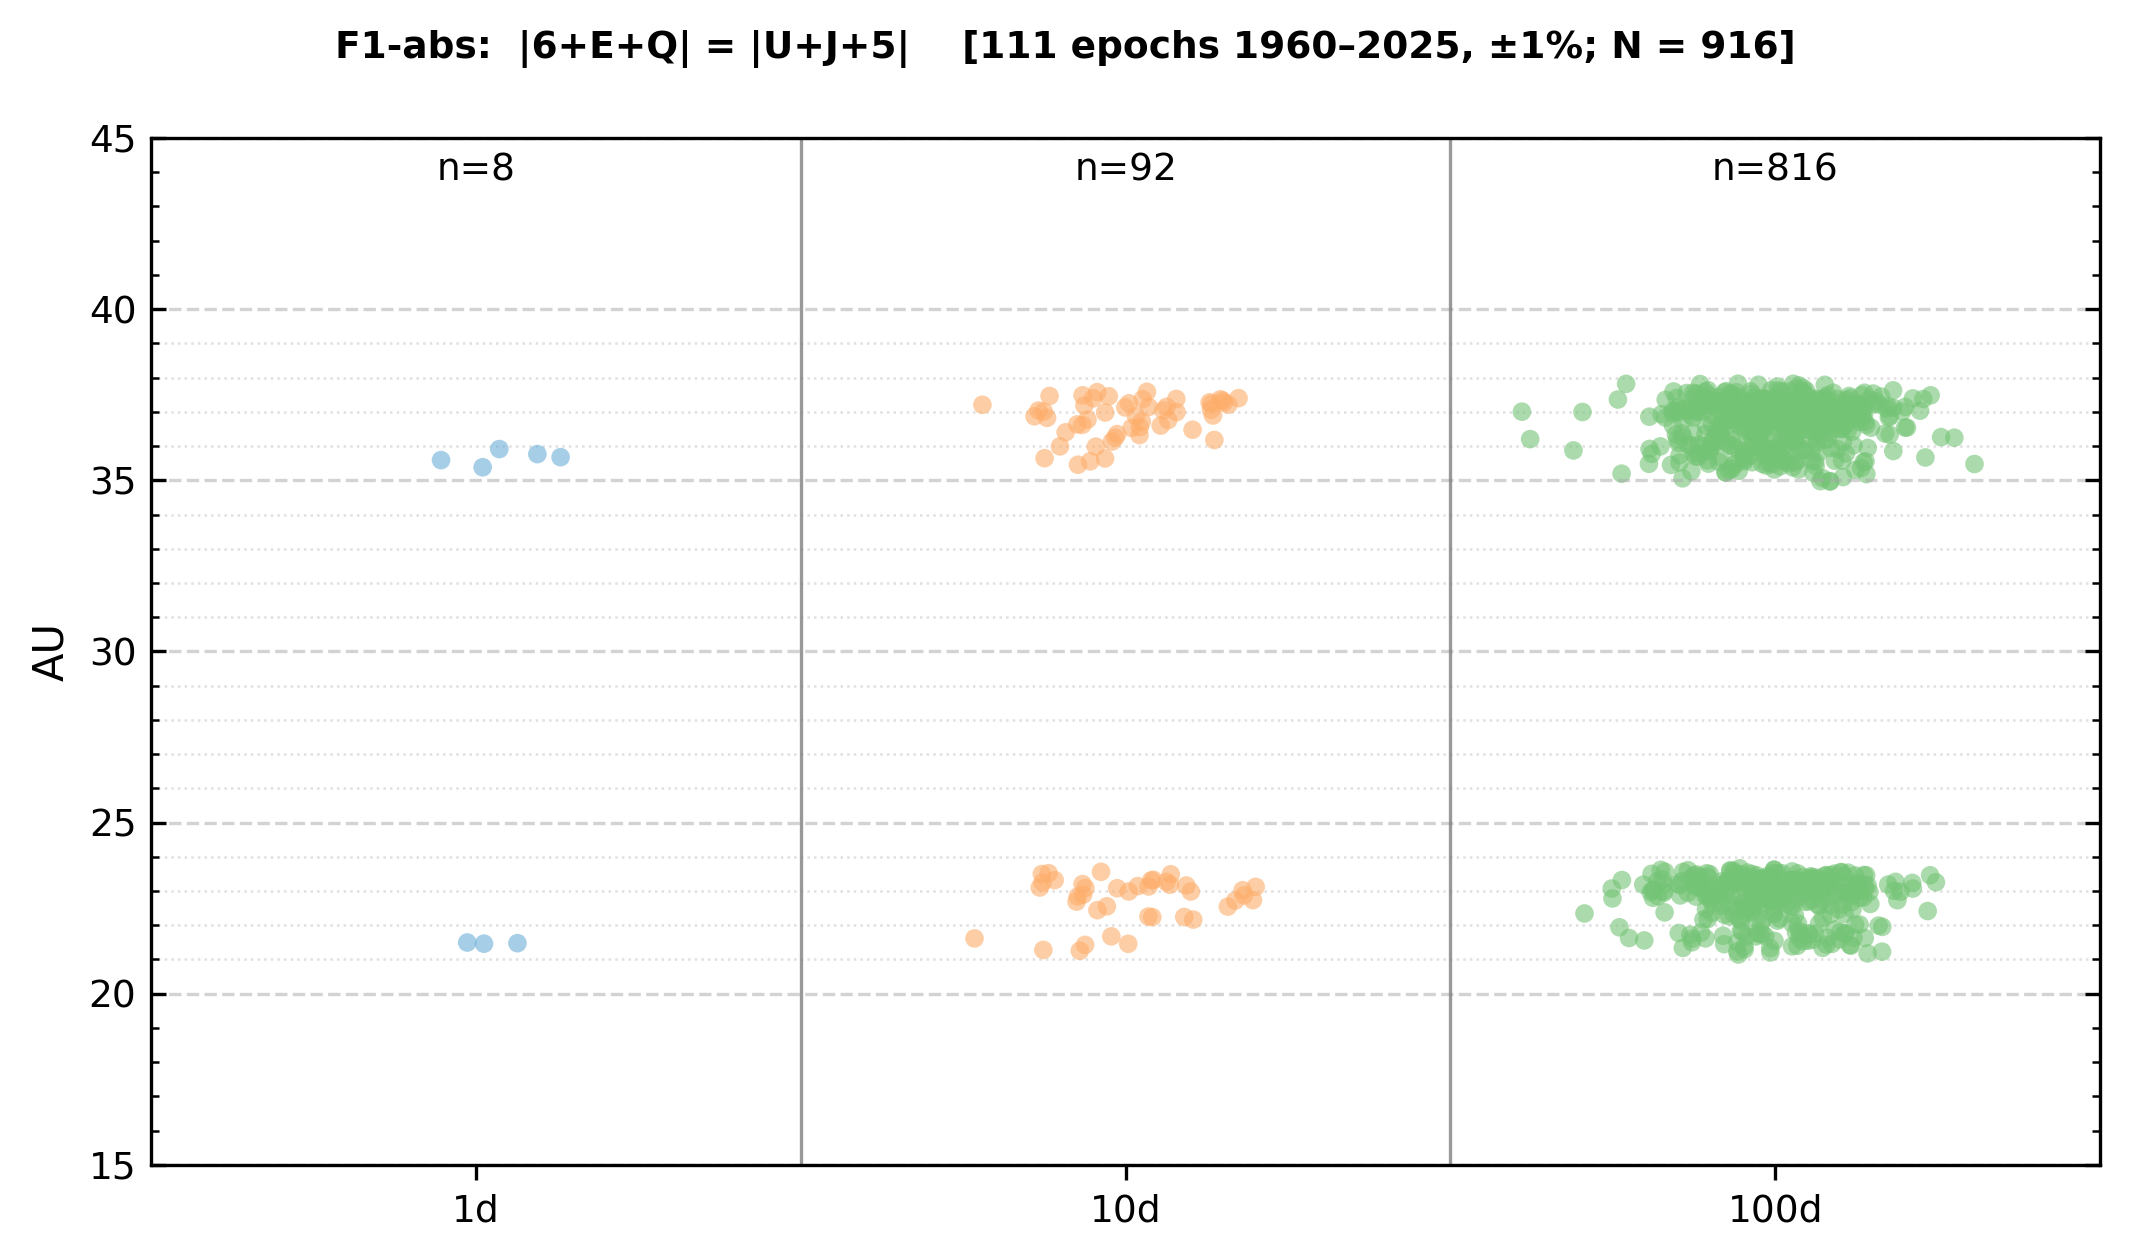 F1-abs:  |6+E+Q| = |U+J+5|    [111 epochs 1960–2025, ±1%; N = 916]
n=8
n=92
n=816
45
40
35
30
25
20
15
AU
1d
10d
100d